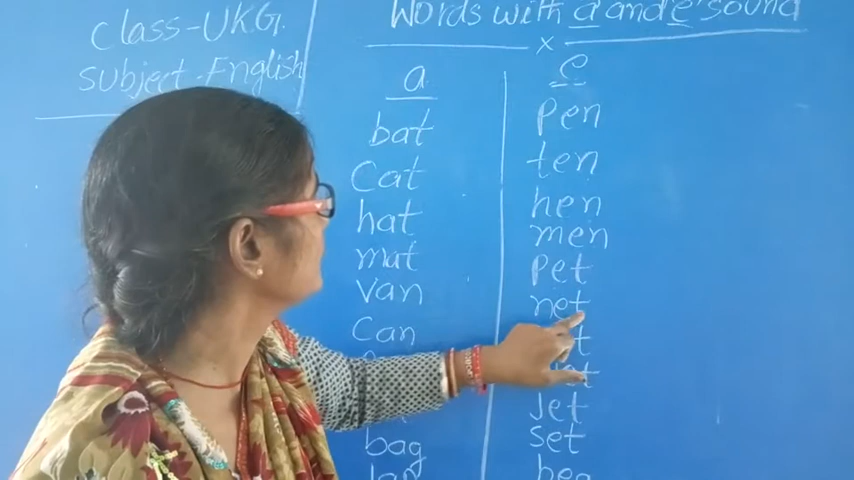 Class-UKG.
Subject-English
Words with a and e sound
x
a
bat
Cat
hat
mat
van
Can
bag
e
Pen
ten
hen
men
Pet
net
Jet
Set